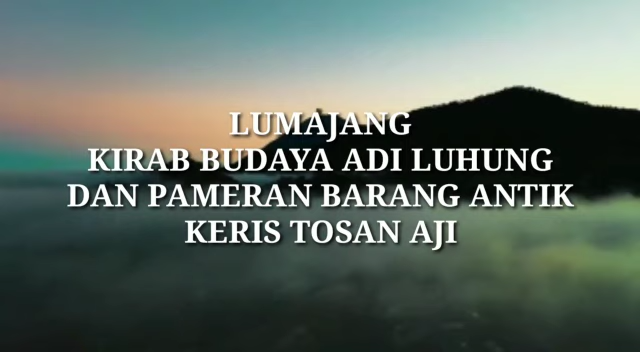 LUMAJANG
KIRAB BUDAYA ADI LUHUNG
DAN PAMERAN BARANG ANTIK
KERIS TOSAN AJI